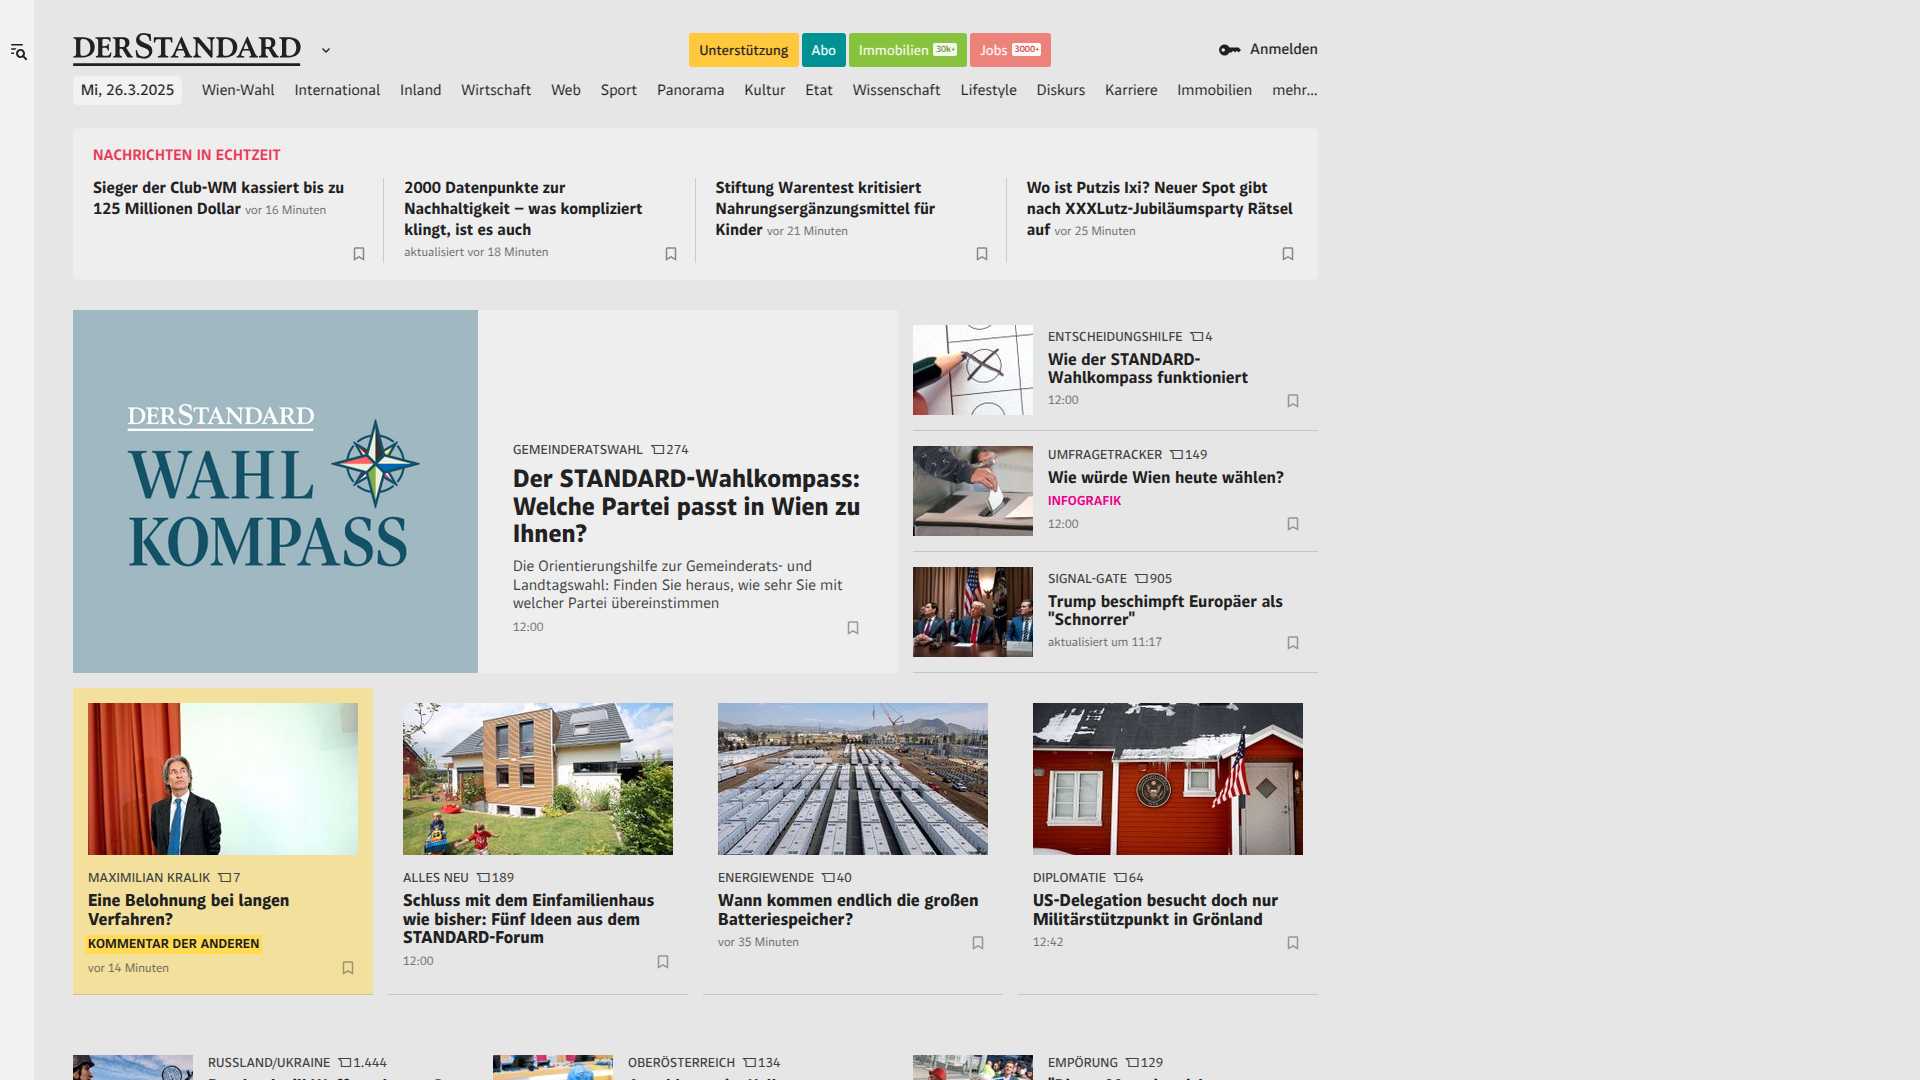 DERSTANDARD
Unterstützung
Abo
Immobilien 30k+
Jobs 3000+
Anmelden
Mi, 26.3.2025
Wien-Wahl
International
Inland
Wirtschaft
Web
Sport
Panorama
Kultur
Etat
Wissenschaft
Lifestyle
Diskurs
Karriere
Immobilien
mehr...
NACHRICHTEN IN ECHTZEIT
Sieger der Club-WM kassiert bis zu
125 Millionen Dollar vor 16 Minuten
2000 Datenpunkte zur
Nachhaltigkeit – was kompliziert
klingt, ist es auch
aktualisiert vor 18 Minuten
Stiftung Warentest kritisiert
Nahrungsergänzungsmittel für
Kinder vor 21 Minuten
Wo ist Putzis Ixi? Neuer Spot gibt
nach XXXLutz-Jubiläumsparty Rätsel
auf vor 25 Minuten
DERSTANDARD
WAHL
KOMPASS
GEMEINDERATSWAHL 274
Der STANDARD-Wahlkompass:
Welche Partei passt in Wien zu
Ihnen?
Die Orientierungshilfe zur Gemeinderats- und
Landtagswahl: Finden Sie heraus, wie sehr Sie mit
welcher Partei übereinstimmen
12:00
ENTSCHEIDUNGSHILFE 4
Wie der STANDARD-
Wahlkompass funktioniert
12:00
UMFRAGETRACKER 149
Wie würde Wien heute wählen?
INFOGRAFIK
12:00
SIGNAL-GATE 905
Trump beschimpft Europäer als
"Schnorrer"
aktualisiert um 11:17
MAXIMILIAN KRALIK 7
Eine Belohnung bei langen
Verfahren?
KOMMENTAR DER ANDEREN
vor 14 Minuten
ALLES NEU 189
Schluss mit dem Einfamilienhaus
wie bisher: Fünf Ideen aus dem
STANDARD-Forum
12:00
ENERGIEWENDE 40
Wann kommen endlich die großen
Batteriespeicher?
vor 35 Minuten
DIPLOMATIE 64
US-Delegation besucht doch nur
Militärstützpunkt in Grönland
12:42
RUSSLAND/UKRAINE 1.444
OBERÖSTERREICH 134
EMPÖRUNG 129